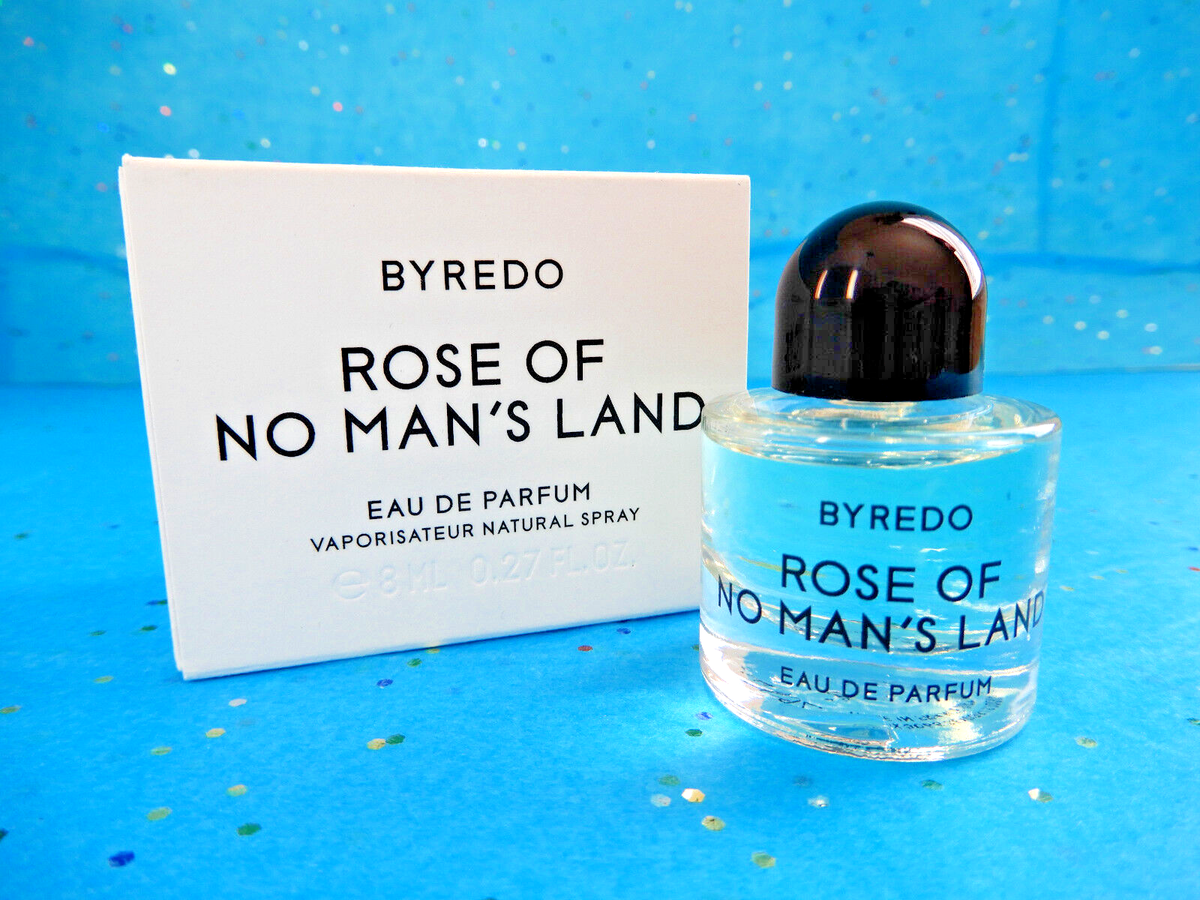 BYREDO
ROSE OF
NO MAN'S LAND
EAU DE PARFUM
VAPORISATEUR NATURAL SPRAY
e 8 ML 0.27 FL.OZ.
BYREDO
ROSE OF
NO MAN'S LAND
EAU DE PARFUM